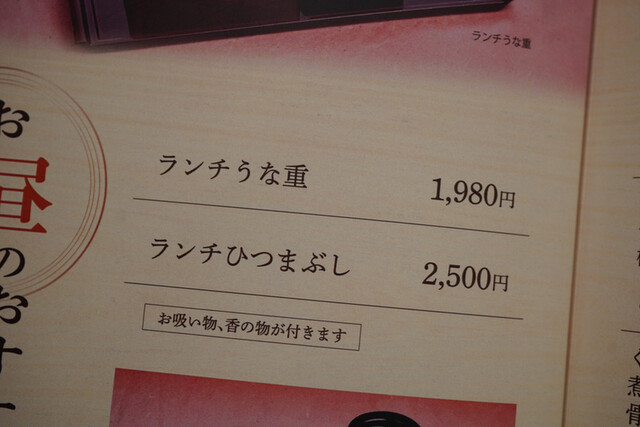 ランチうな重
お昼のおす
ランチうな重 1,980円
ランチひつまぶし 2,500円
お吸い物、香の物が付きます
く
煮
骨